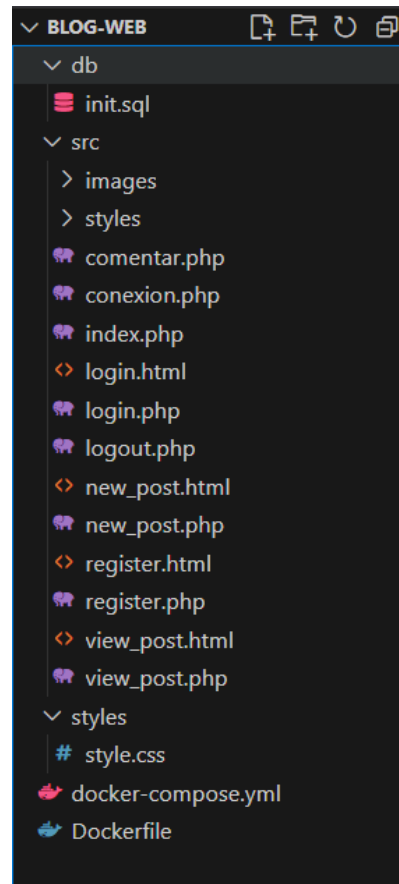 BLOG-WEB
db
init.sql
src
images
styles
comentar.php
conexion.php
index.php
login.html
login.php
logout.php
new_post.html
new_post.php
register.html
register.php
view_post.html
view_post.php
styles
# style.css
docker-compose.yml
Dockerfile